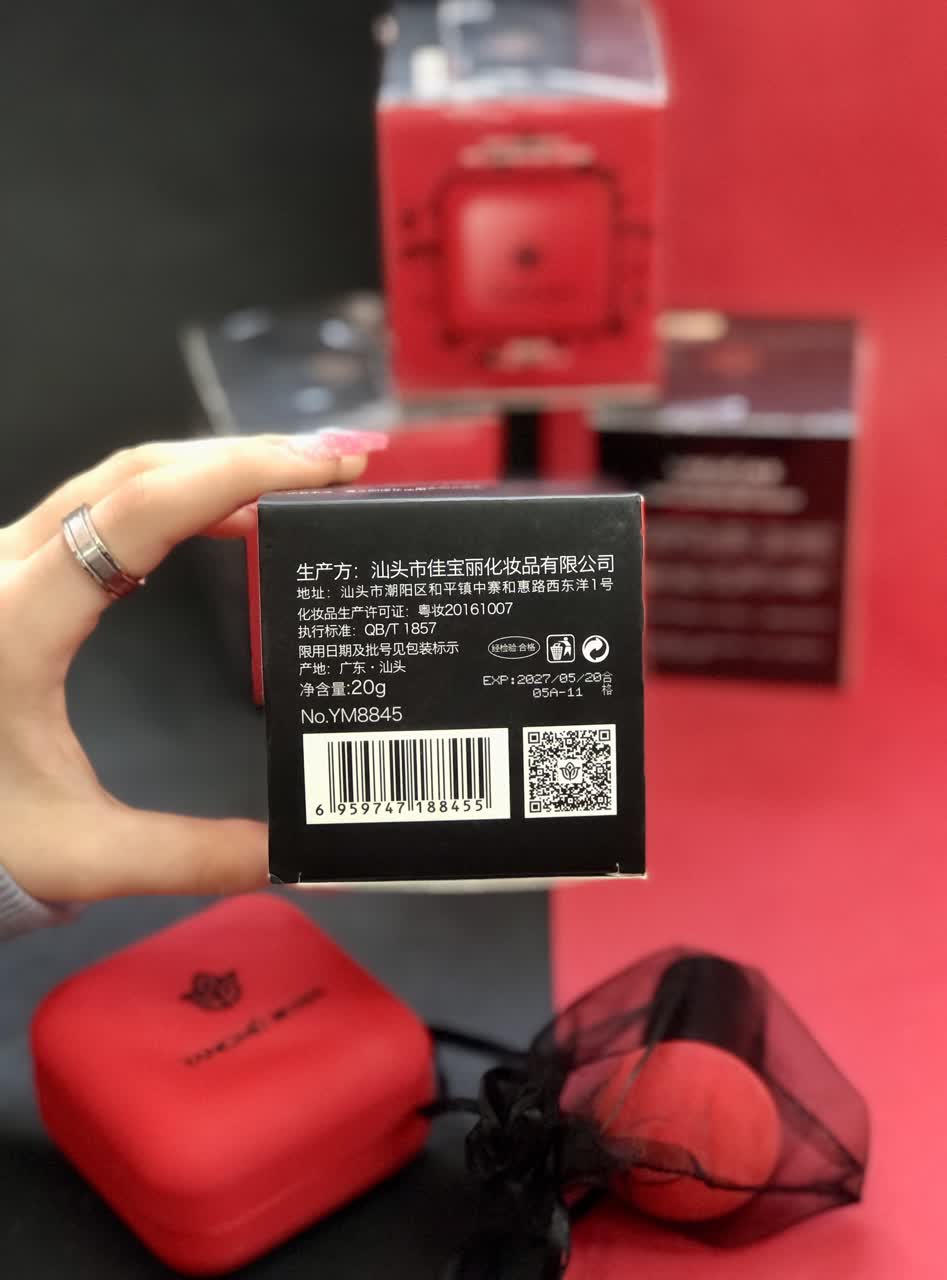 生产方：汕头市佳宝丽化妆品有限公司
地址：汕头市潮阳区和平镇中寨和惠路西东洋1号
化妆品生产许可证：粤妆20161007
执行标准：QB/T 1857
限用日期及批号见包装标示
经检验 合格
产地：广东·汕头
净含量:20g
EXP:2027/05/20合
05A-11 格
No.YM8845
6 959747 188455